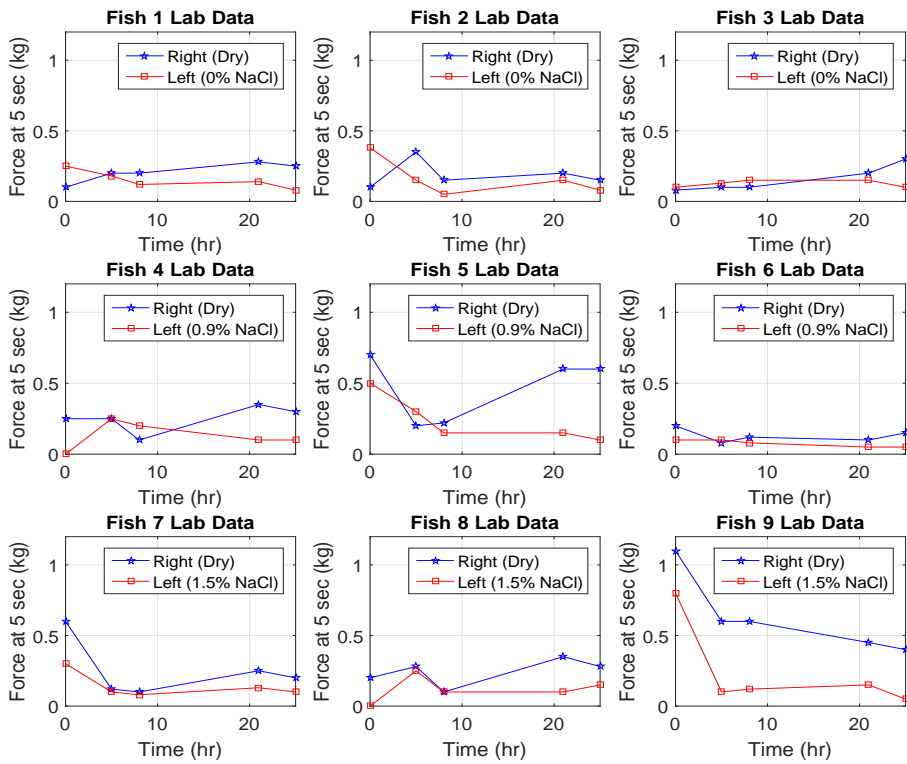 Fish 1 Lab Data
Force at 5 sec (kg)
1
0.5
0
Right (Dry)
Left (0% NaCl)
0
10
20
Time (hr)
Fish 2 Lab Data
Force at 5 sec (kg)
1
0.5
0
Right (Dry)
Left (0% NaCl)
0
10
20
Time (hr)
Fish 3 Lab Data
Force at 5 sec (kg)
1
0.5
0
Right (Dry)
Left (0% NaCl)
0
10
20
Time (hr)
Fish 4 Lab Data
Force at 5 sec (kg)
1
0.5
0
Right (Dry)
Left (0.9% NaCl)
0
10
20
Time (hr)
Fish 5 Lab Data
Force at 5 sec (kg)
1
0.5
0
Right (Dry)
Left (0.9% NaCl)
0
10
20
Time (hr)
Fish 6 Lab Data
Force at 5 sec (kg)
1
0.5
0
Right (Dry)
Left (0.9% NaCl)
0
10
20
Time (hr)
Fish 7 Lab Data
Force at 5 sec (kg)
1
0.5
0
Right (Dry)
Left (1.5% NaCl)
0
10
20
Time (hr)
Fish 8 Lab Data
Force at 5 sec (kg)
1
0.5
0
Right (Dry)
Left (1.5% NaCl)
0
10
20
Time (hr)
Fish 9 Lab Data
Force at 5 sec (kg)
1
0.5
0
Right (Dry)
Left (1.5% NaCl)
0
10
20
Time (hr)